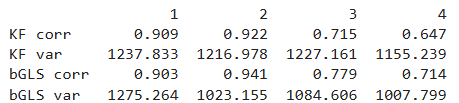 1 2 3 4
KF corr 0.909 0.922 0.715 0.647
KF var 1237.833 1216.978 1227.161 1155.239
bGLS corr 0.903 0.941 0.779 0.714
bGLS var 1275.264 1023.155 1084.606 1007.799